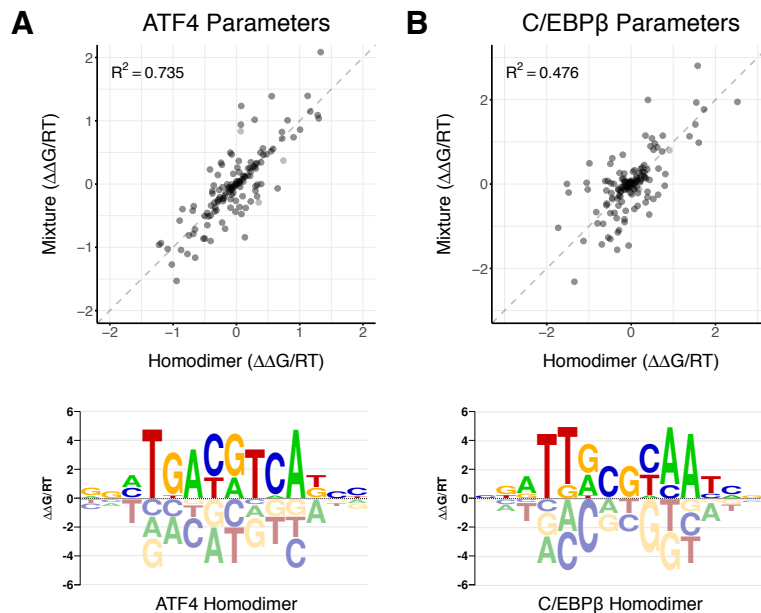 A
ATF4 Parameters
R² = 0.735
Mixture (ΔΔG/RT)
2
1
0
−1
−2
−2
−1
0
1
2
Homodimer (ΔΔG/RT)
B
C/EBPβ Parameters
R² = 0.476
Mixture (ΔΔG/RT)
2
0
−2
−2
0
2
Homodimer (ΔΔG/RT)
ΔΔG/RT
6
4
2
0
-2
-4
-6
TGACGTCA
ATF4 Homodimer
ΔΔG/RT
6
4
2
0
-2
-4
-6
TTGCGCAA
C/EBPβ Homodimer